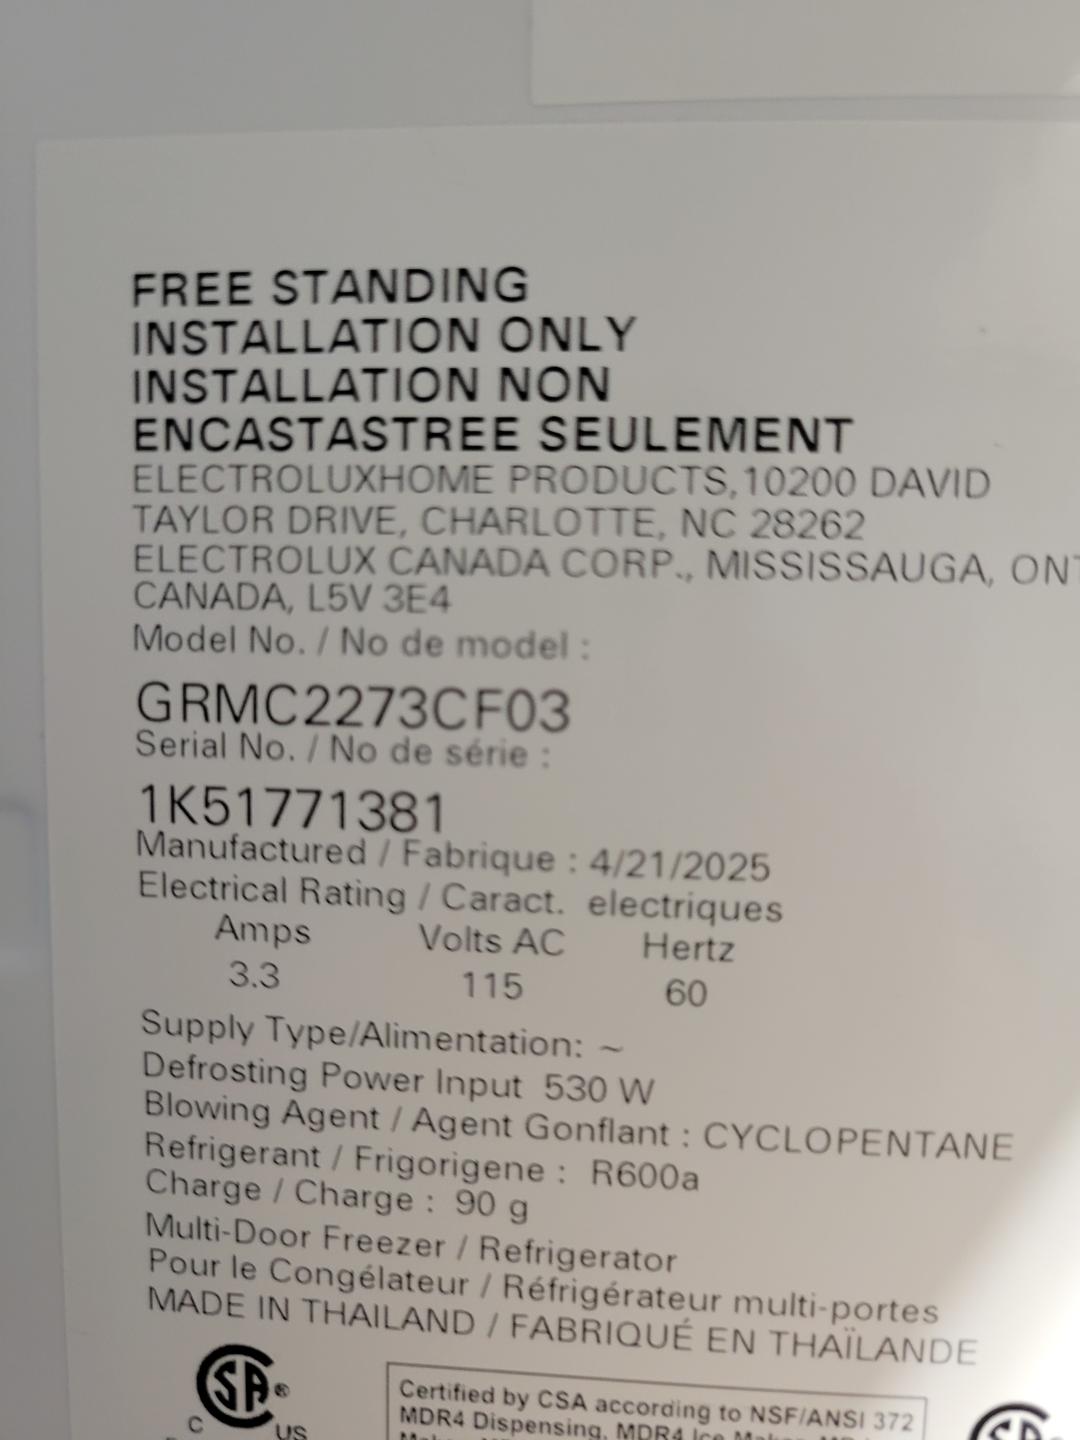 FREE STANDING
INSTALLATION ONLY
INSTALLATION NON
ENCASTASTREE SEULEMENT
ELECTROLUXHOME PRODUCTS,10200 DAVID
TAYLOR DRIVE, CHARLOTTE, NC 28262
ELECTROLUX CANADA CORP., MISSISSAUGA, ONT
CANADA, L5V 3E4
Model No. / No de model :
GRMC2273CF03
Serial No. / No de série :
1K51771381
Manufactured / Fabrique : 4/21/2025
Electrical Rating / Caract. electriques
Amps Volts AC Hertz
3.3 115 60
Supply Type/Alimentation: ~
Defrosting Power Input 530 W
Blowing Agent / Agent Gonflant : CYCLOPENTANE
Refrigerant / Frigorigene : R600a
Charge / Charge : 90 g
Multi-Door Freezer / Refrigerator
Pour le Congélateur / Réfrigérateur multi-portes
MADE IN THAILAND / FABRIQUÉ EN THAÏLANDE
SA®
C US
Certified by CSA according to NSF/ANSI 372
MDR4 Dispensing, MDR4 Ice